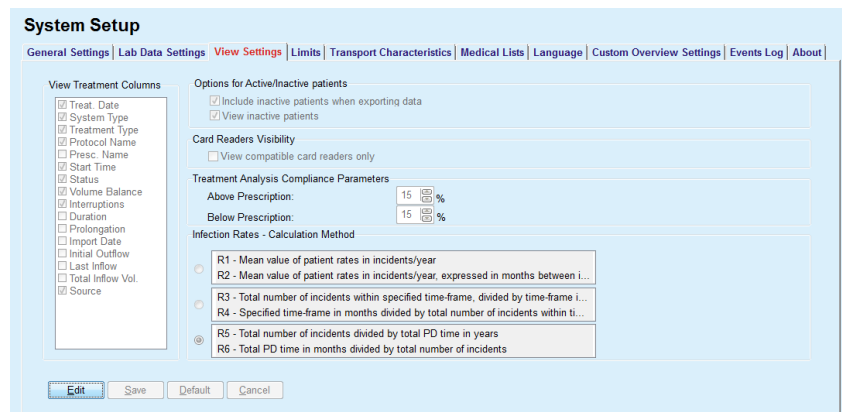 System Setup
General Settings Lab Data Settings View Settings Limits Transport Characteristics Medical Lists Language Custom Overview Settings Events Log About
View Treatment Columns
Treat. Date
System Type
Treatment Type
Protocol Name
Presc. Name
Start Time
Status
Volume Balance
Interruptions
Duration
Prolongation
Import Date
Initial Outflow
Last Inflow
Total Inflow Vol.
Source
Options for Active/Inactive patients
Include inactive patients when exporting data
View inactive patients
Card Readers Visibility
View compatible card readers only
Treatment Analysis Compliance Parameters
Above Prescription: 15 %
Below Prescription: 15 %
Infection Rates - Calculation Method
R1 - Mean value of patient rates in incidents/year
R2 - Mean value of patient rates in incidents/year, expressed in months between i...
R3 - Total number of incidents within specified time-frame, divided by time-frame i...
R4 - Specified time-frame in months divided by total number of incidents within ti...
R5 - Total number of incidents divided by total PD time in years
R6 - Total PD time in months divided by total number of incidents
Edit Save Default Cancel